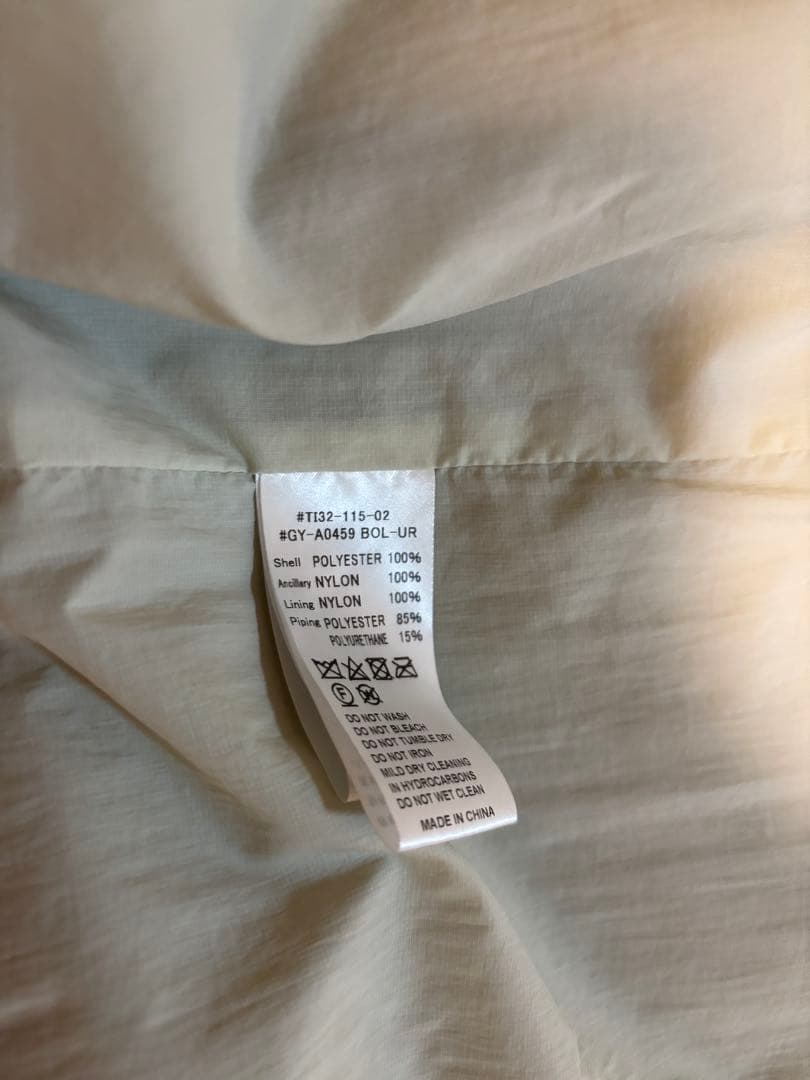 #TI32-115-02
#GY-A0459 BOL-UR
Shell POLYESTER 100%
Ancillary NYLON 100%
Lining NYLON 100%
Piping POLYESTER 85%
POLYURETHANE 15%
F
DO NOT WASH
DO NOT BLEACH
DO NOT TUMBLE DRY
DO NOT IRON
MILD DRY CLEANING
IN HYDROCARBONS
DO NOT WET CLEAN
MADE IN CHINA